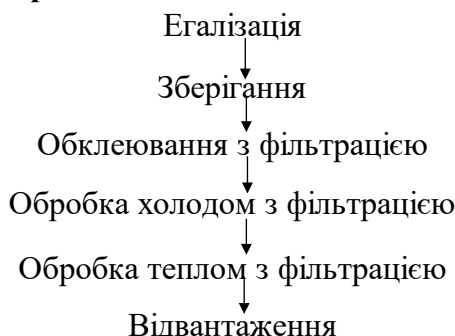 Егалізація
Зберігання
Обклеювання з фільтрацією
Обробка холодом з фільтрацією
Обробка теплом з фільтрацією
Відвантаження